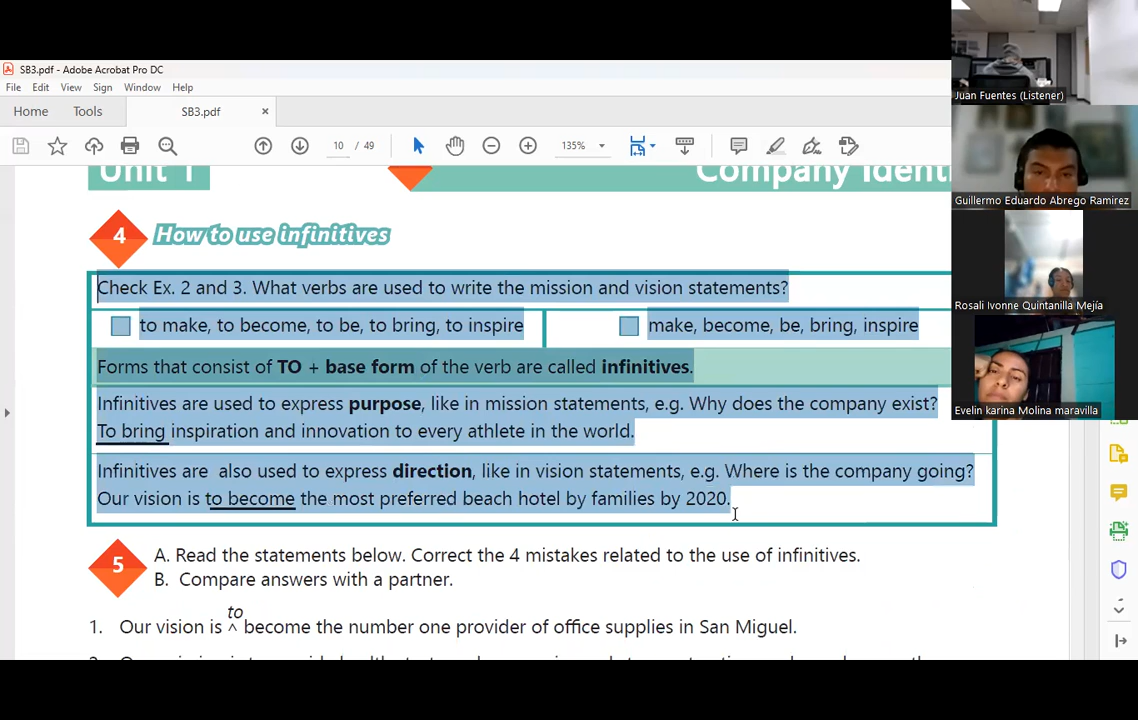 SB3.pdf - Adobe Acrobat Pro DC
File Edit View Sign Window Help
Home Tools SB3.pdf ×
10 / 49 135%
Unit 1 Company Identi
4 How to use infinitives
Check Ex. 2 and 3. What verbs are used to write the mission and vision statements?
to make, to become, to be, to bring, to inspire make, become, be, bring, inspire
Forms that consist of TO + base form of the verb are called infinitives.
Infinitives are used to express purpose, like in mission statements, e.g. Why does the company exist?
To bring inspiration and innovation to every athlete in the world.
Infinitives are also used to express direction, like in vision statements, e.g. Where is the company going?
Our vision is to become the most preferred beach hotel by families by 2020.
5 A. Read the statements below. Correct the 4 mistakes related to the use of infinitives.
B. Compare answers with a partner.
to
1. Our vision is ^ become the number one provider of office supplies in San Miguel.
Juan Fuentes (Listener)
Guillermo Eduardo Abrego Ramirez
Rosali Ivonne Quintanilla Mejía
Evelin karina Molina maravilla